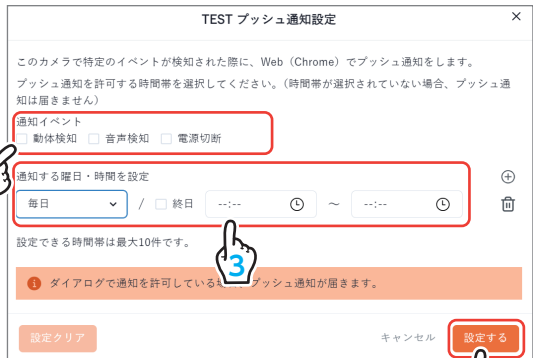 TEST プッシュ通知設定
×
このカメラで特定のイベントが検知された際に、Web（Chrome）でプッシュ通知をします。
プッシュ通知を許可する時間帯を選択してください。（時間帯が選択されていない場合、プッシュ通
知は届きません）
通知イベント
動体検知 音声検知 電源切断
通知する曜日・時間を設定
毎日 / 終日 --:-- ～ --:--
設定できる時間帯は最大10件です。
3
ダイアログで通知を許可している プッシュ通知が届きます。
設定クリア キャンセル 設定する